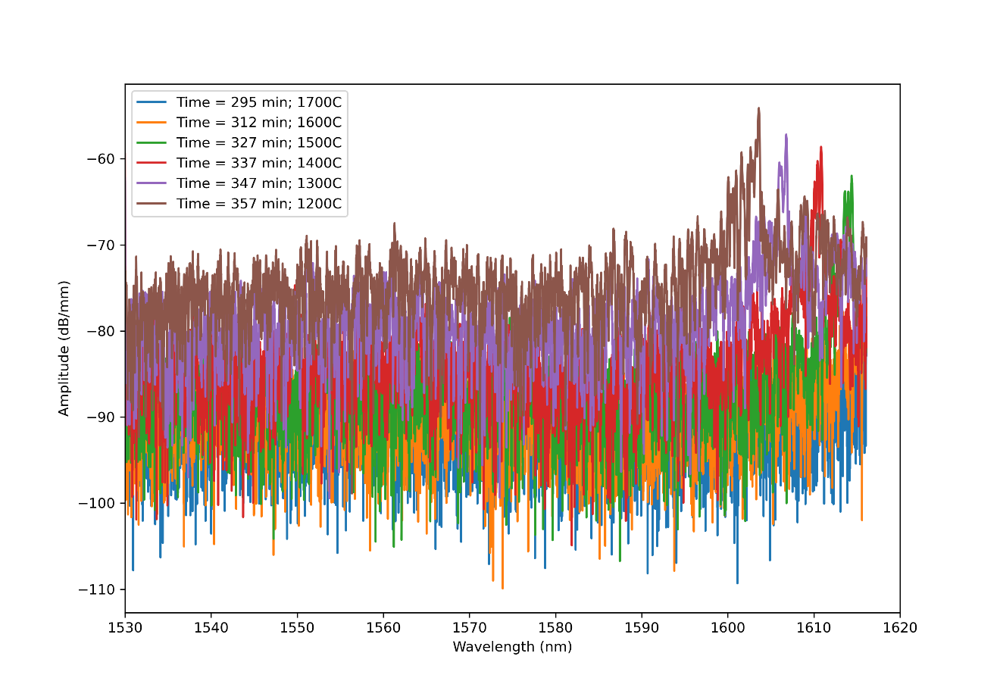 Time = 295 min; 1700C
Time = 312 min; 1600C
Time = 327 min; 1500C
Time = 337 min; 1400C
Time = 347 min; 1300C
Time = 357 min; 1200C
Amplitude (dB/mm)
−60
−70
−80
−90
−100
−110
1530 1540 1550 1560 1570 1580 1590 1600 1610 1620
Wavelength (nm)